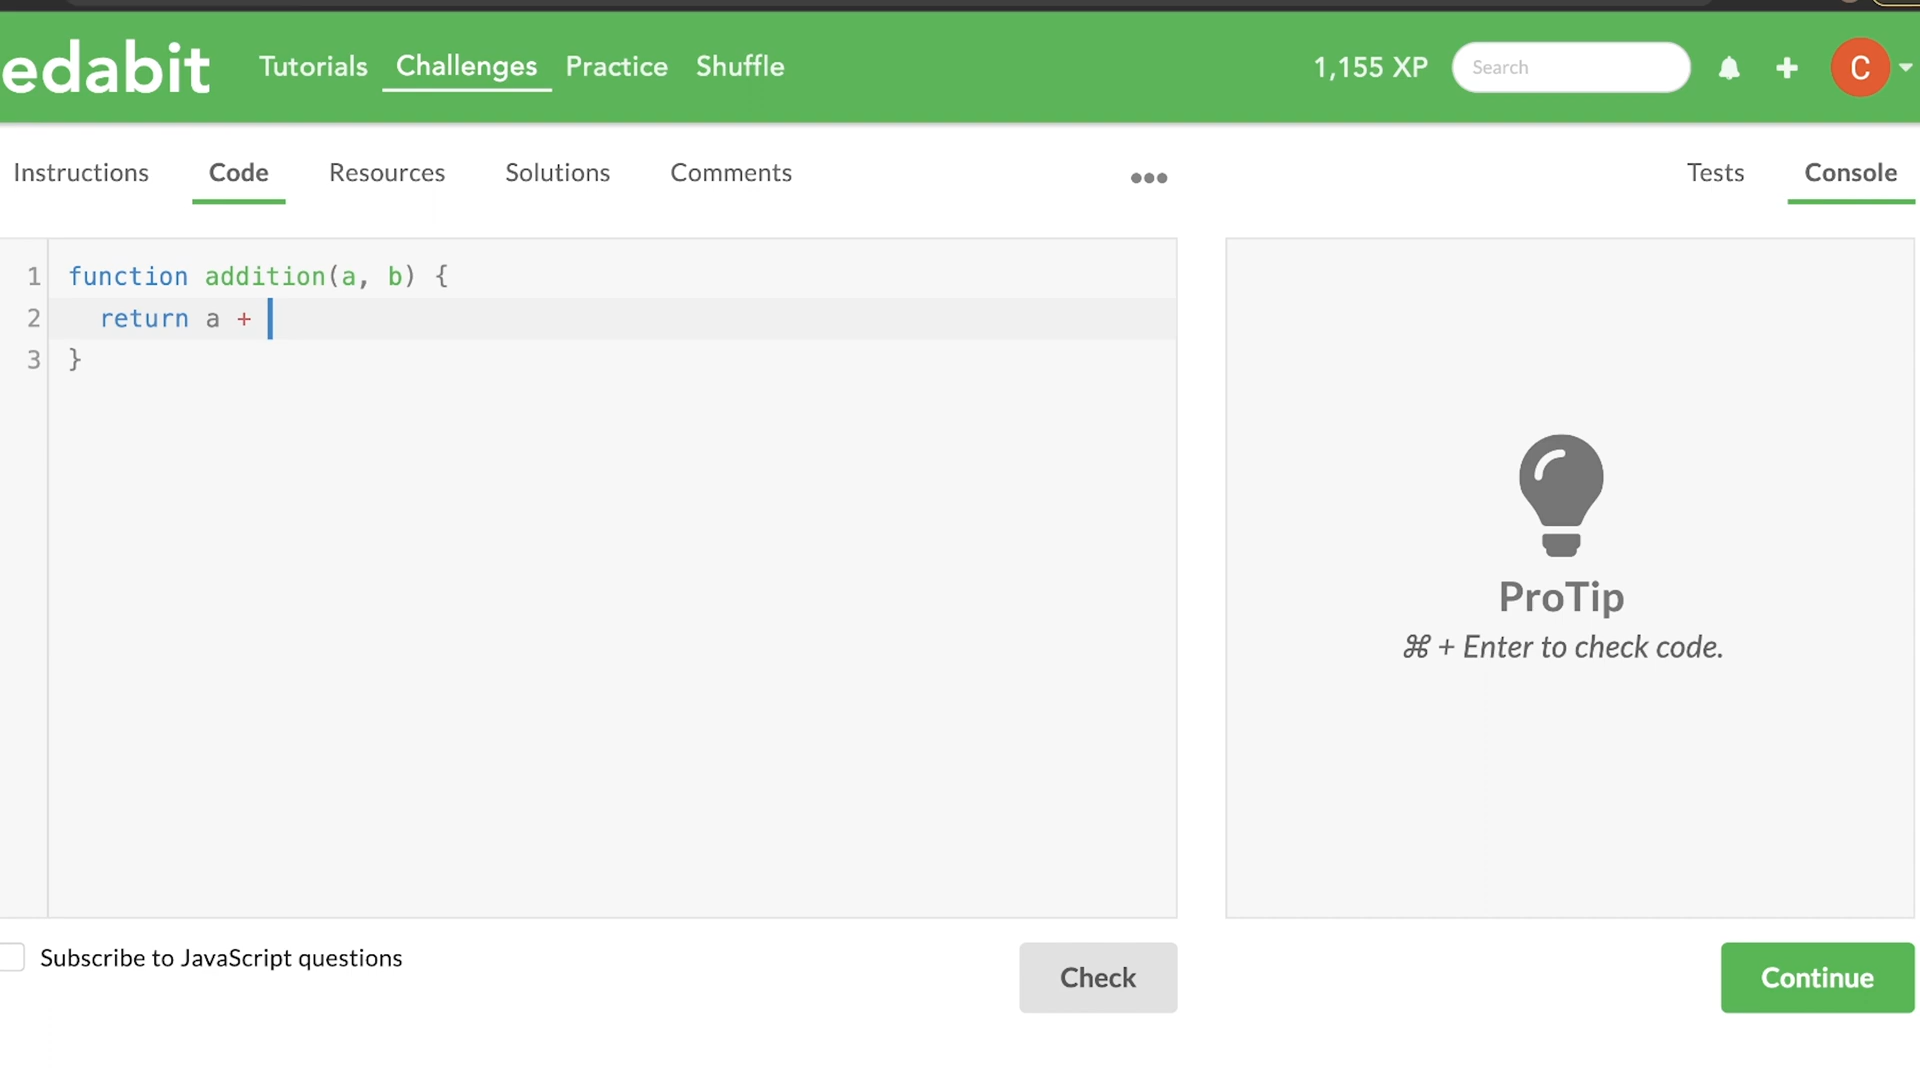 edabit Tutorials Challenges Practice Shuffle 1,155 XP Search C
Instructions Code Resources Solutions Comments Tests Console
1 function addition(a, b) {
2 return a +
3 }
ProTip
⌘ + Enter to check code.
Subscribe to JavaScript questions
Check
Continue